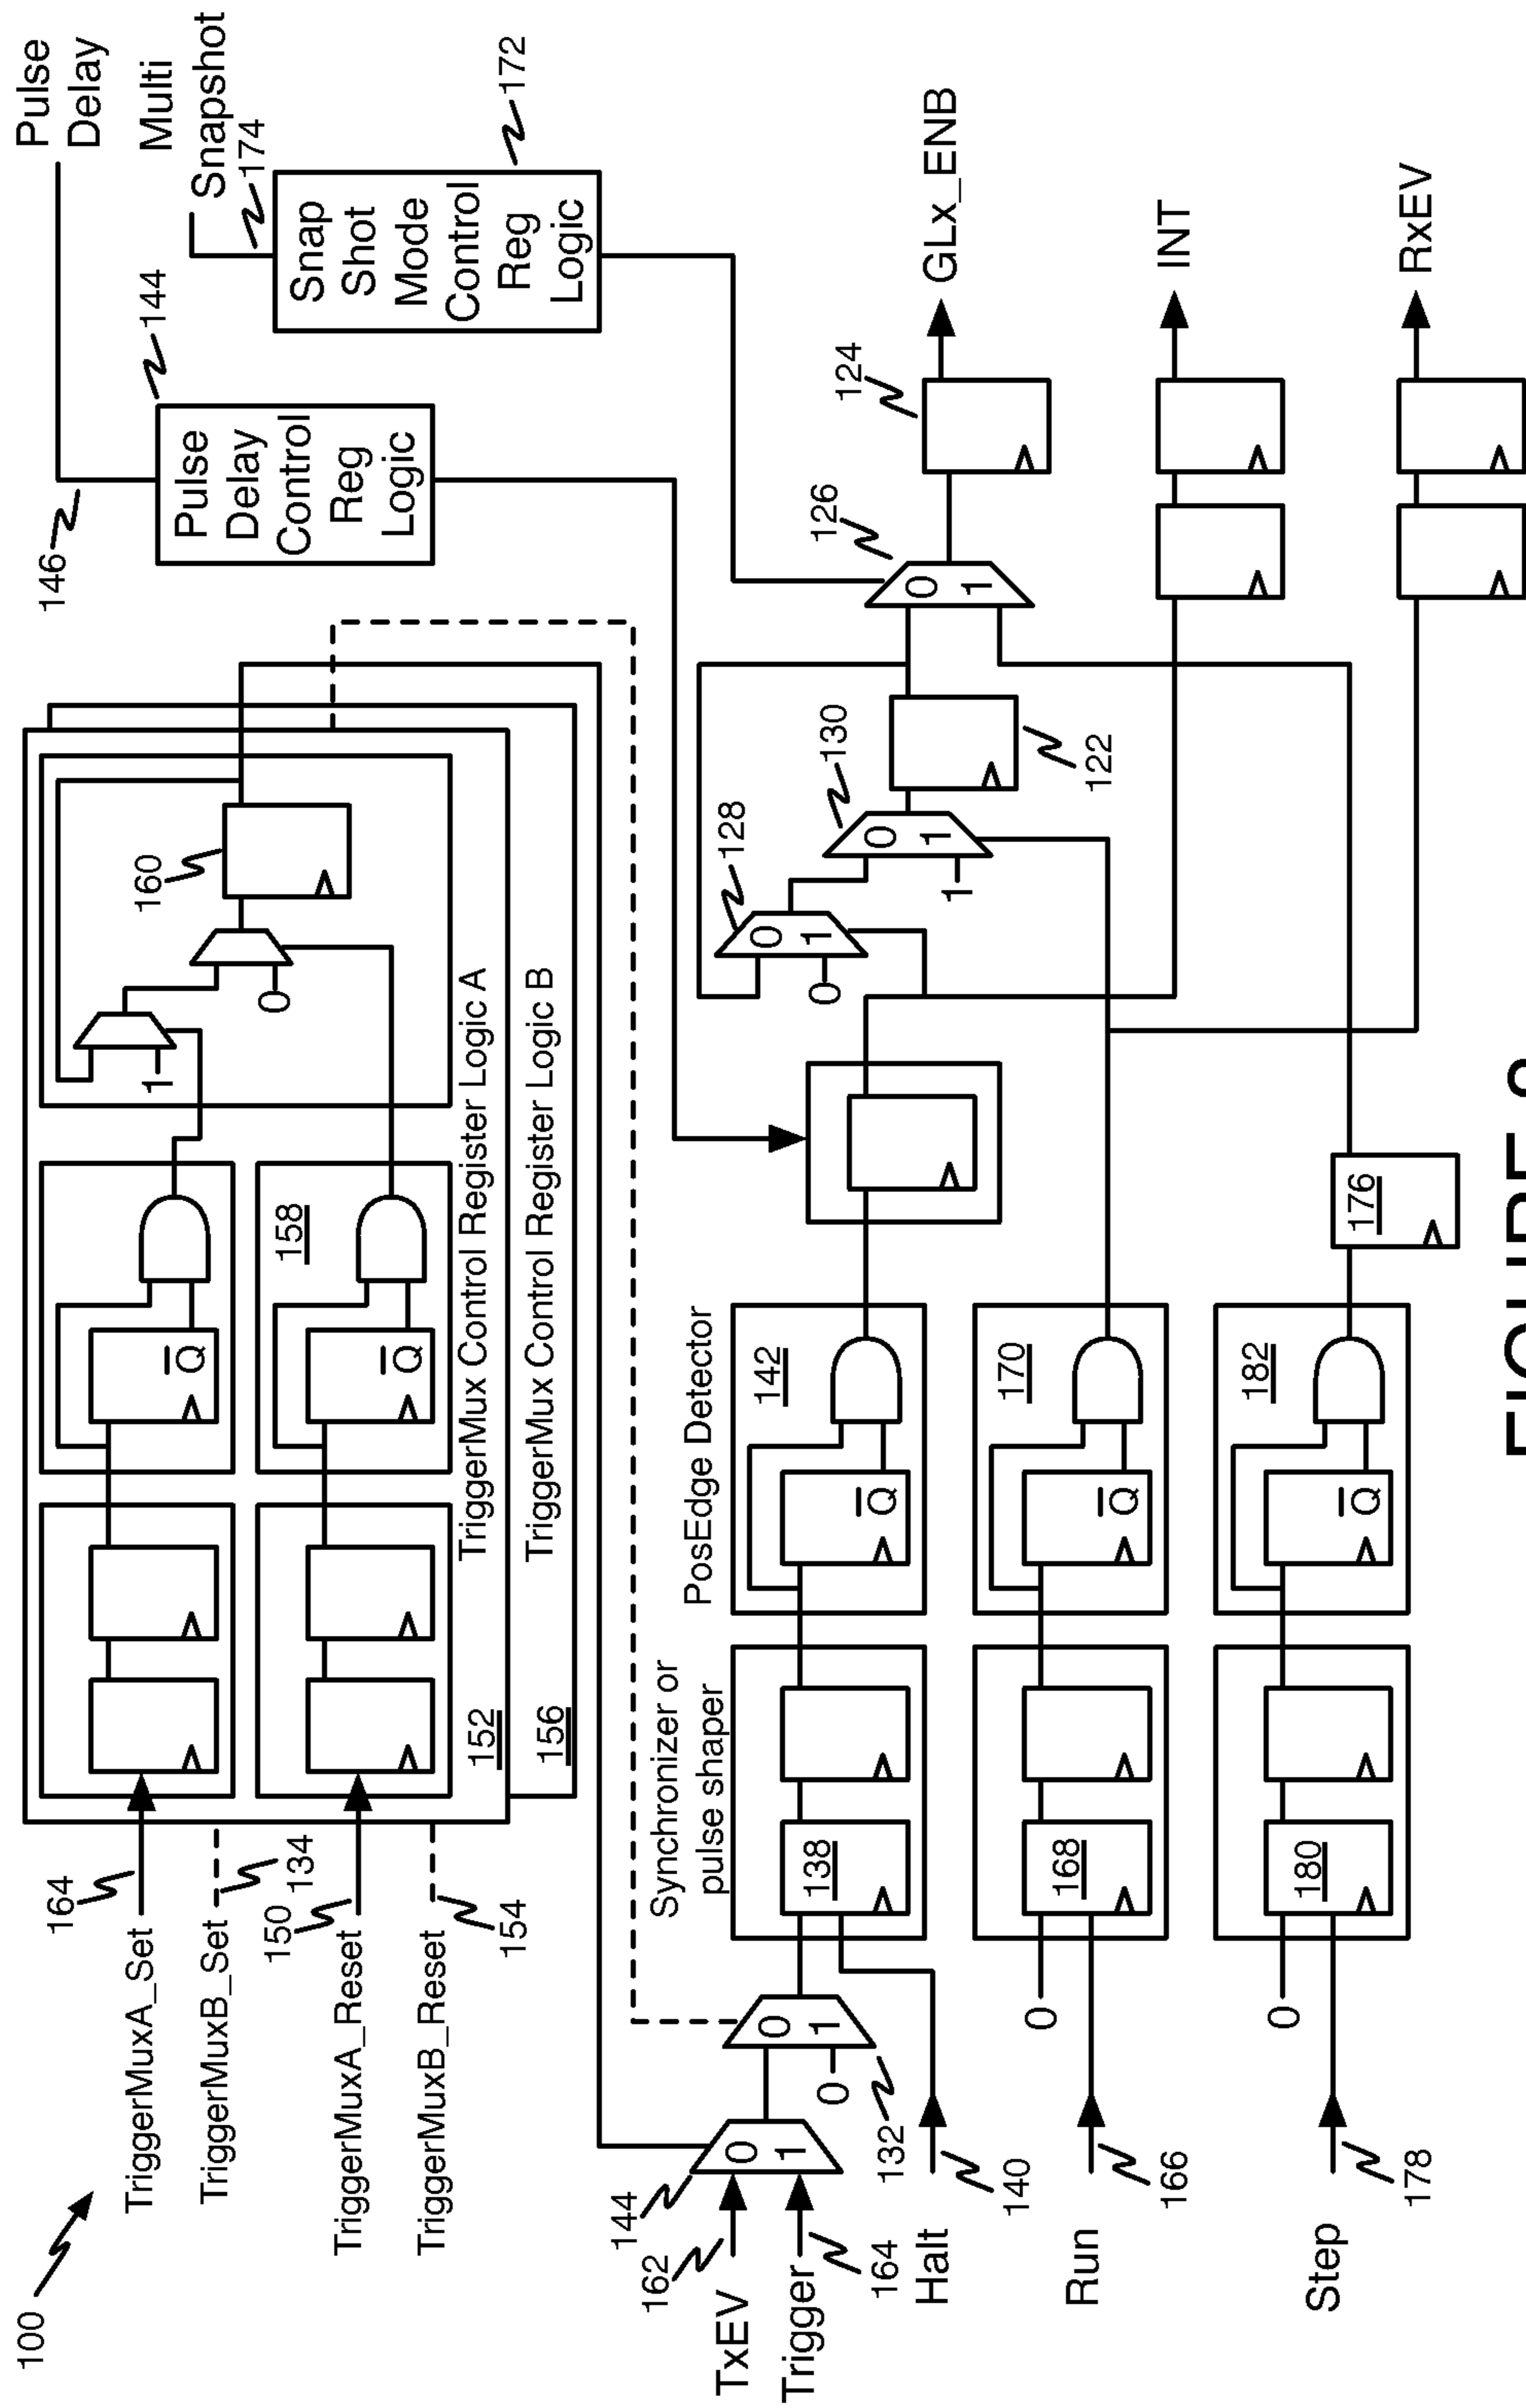 100
164
TriggerMuxA_Set
TriggerMuxB_Set
134
150
TriggerMuxA_Reset
TriggerMuxB_Reset
154
Q
Q
158
1
0
160
152
TriggerMux Control Register Logic A
156
TriggerMux Control Register Logic B
146
Pulse
Delay
144
Pulse
Delay
Control
Reg
Logic
Multi
Snapshot
174
Snap
Shot
Mode
Control
Reg
Logic
172
144
162
TxEV
Trigger
164
0
1
0
1
0
132
Synchronizer or
pulse shaper
138
PosEdge Detector
142
Q
128
0
1
0
130
0
1
1
122
126
0
1
124
GLx_ENB
Halt
140
Run
166
0
168
170
Q
INT
Step
178
0
180
182
Q
176
RxEV